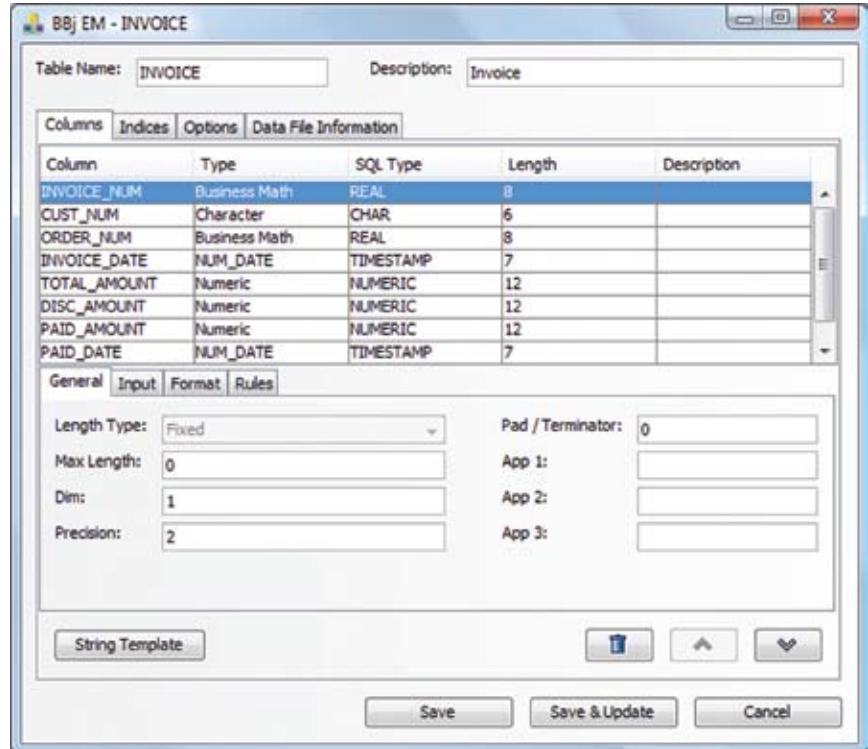 BBj EM - INVOICE
Table Name: INVOICE Description: Invoice
Columns Indices Options Data File Information
Column Type SQL Type Length Description
INVOICE_NUM Business Math REAL 8
CUST_NUM Character CHAR 6
ORDER_NUM Business Math REAL 8
INVOICE_DATE NUM_DATE TIMESTAMP 7
TOTAL_AMOUNT Numeric NUMERIC 12
DISC_AMOUNT Numeric NUMERIC 12
PAID_AMOUNT Numeric NUMERIC 12
PAID_DATE NUM_DATE TIMESTAMP 7
General Input Format Rules
Length Type: Fixed Pad / Terminator: 0
Max Length: 0 App 1:
Dim: 1 App 2:
Precision: 2 App 3:
String Template
Save Save & Update Cancel